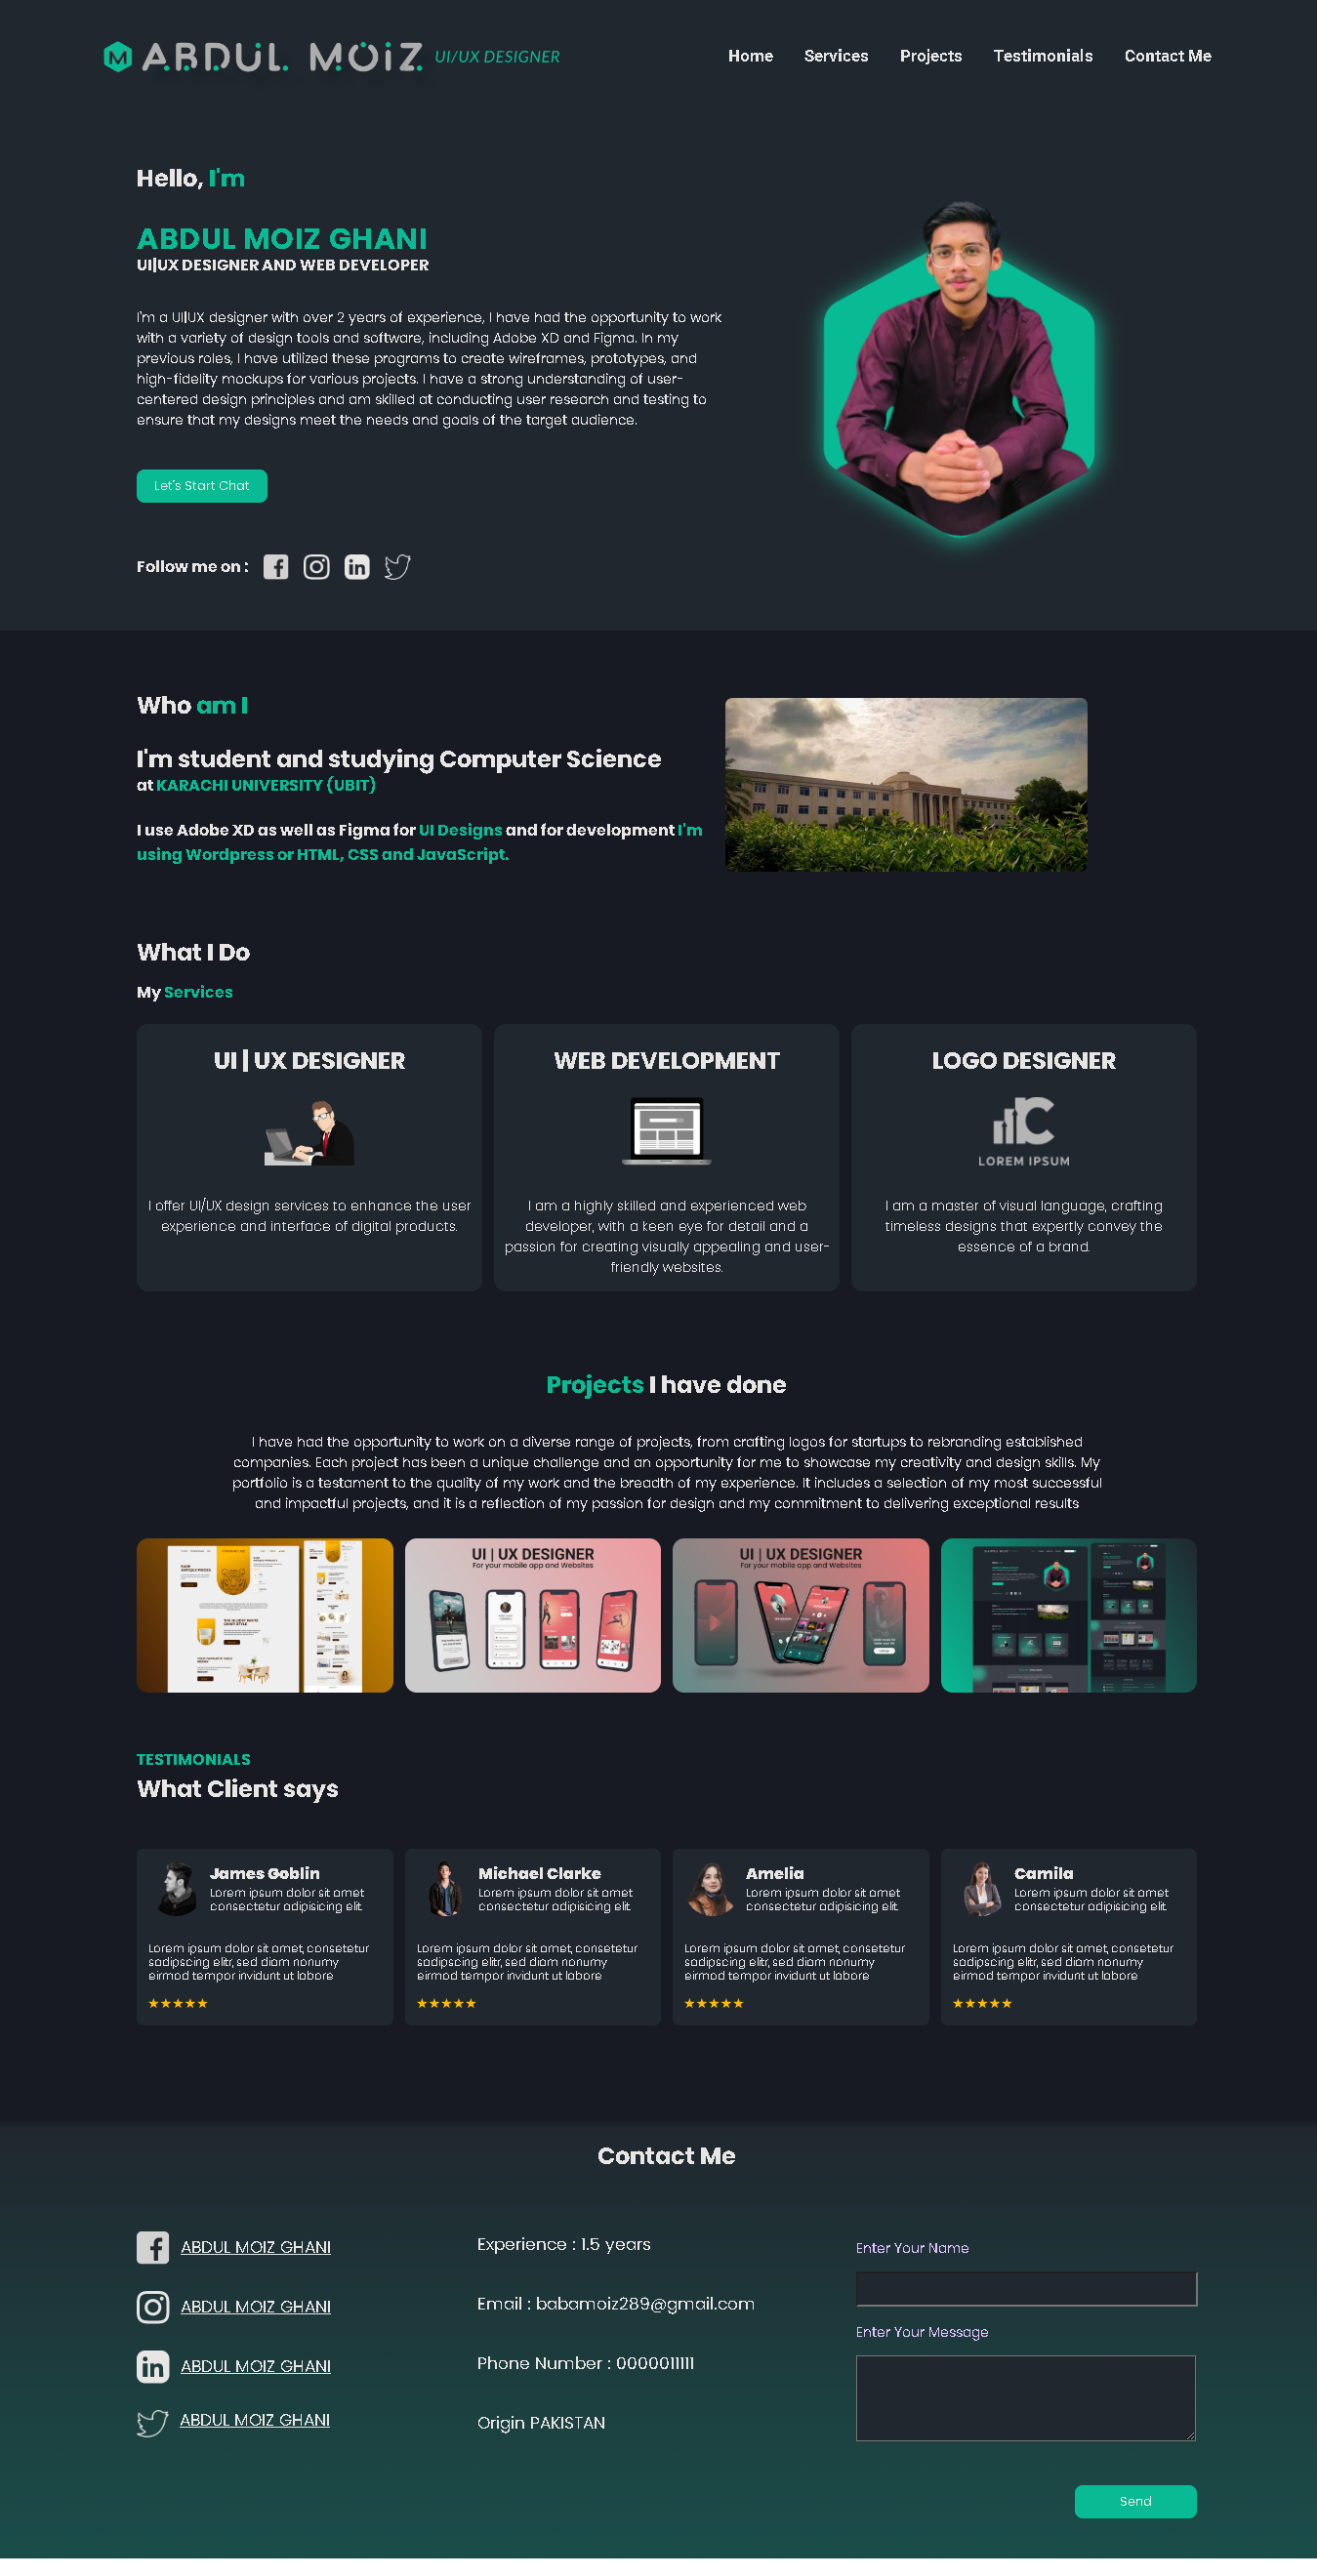 ABDUL MOIZ UI/UX DESIGNER
Home Services Projects Testimonials Contact Me
Hello, I'm
ABDUL MOIZ GHANI
UI|UX DESIGNER AND WEB DEVELOPER
I'm a UI|UX designer with over 2 years of experience, I have had the opportunity to work
with a variety of design tools and software, including Adobe XD and Figma. In my
previous roles, I have utilized these programs to create wireframes, prototypes, and
high-fidelity mockups for various projects. I have a strong understanding of user-
centered design principles and am skilled at conducting user research and testing to
ensure that my designs meet the needs and goals of the target audience.
Let's Start Chat
Follow me on :
Who am I
I'm student and studying Computer Science
at KARACHI UNIVERSITY (UBIT)
I use Adobe XD as well as Figma for UI Designs and for development I'm
using Wordpress or HTML, CSS and JavaScript.
What I Do
My Services
UI | UX DESIGNER
I offer UI/UX design services to enhance the user
experience and interface of digital products.
WEB DEVELOPMENT
I am a highly skilled and experienced web
developer, with a keen eye for detail and a
passion for creating visually appealing and user-
friendly websites.
LOGO DESIGNER
LOREM IPSUM
I am a master of visual language, crafting
timeless designs that expertly convey the
essence of a brand.
Projects I have done
I have had the opportunity to work on a diverse range of projects, from crafting logos for startups to rebranding established
companies. Each project has been a unique challenge and an opportunity for me to showcase my creativity and design skills. My
portfolio is a testament to the quality of my work and the breadth of my experience. It includes a selection of my most successful
and impactful projects, and it is a reflection of my passion for design and my commitment to delivering exceptional results
UI | UX DESIGNER
For your mobile app and Websites
UI | UX DESIGNER
For your mobile app and Websites
TESTIMONIALS
What Client says
James Goblin
Lorem ipsum dolor sit amet
consectetur adipisicing elit.
Lorem ipsum dolor sit amet, consetetur
sadipscing elitr, sed diam nonumy
eirmod tempor invidunt ut labore
★★★★★
Michael Clarke
Lorem ipsum dolor sit amet
consectetur adipisicing elit.
Lorem ipsum dolor sit amet, consetetur
sadipscing elitr, sed diam nonumy
eirmod tempor invidunt ut labore
★★★★★
Amelia
Lorem ipsum dolor sit amet
consectetur adipisicing elit.
Lorem ipsum dolor sit amet, consetetur
sadipscing elitr, sed diam nonumy
eirmod tempor invidunt ut labore
★★★★★
Camila
Lorem ipsum dolor sit amet
consectetur adipisicing elit.
Lorem ipsum dolor sit amet, consetetur
sadipscing elitr, sed diam nonumy
eirmod tempor invidunt ut labore
★★★★★
Contact Me
ABDUL MOIZ GHANI
ABDUL MOIZ GHANI
ABDUL MOIZ GHANI
ABDUL MOIZ GHANI
Experience : 1.5 years
Email : babamoiz289@gmail.com
Phone Number : 0000011111
Origin PAKISTAN
Enter Your Name
Enter Your Message
Send